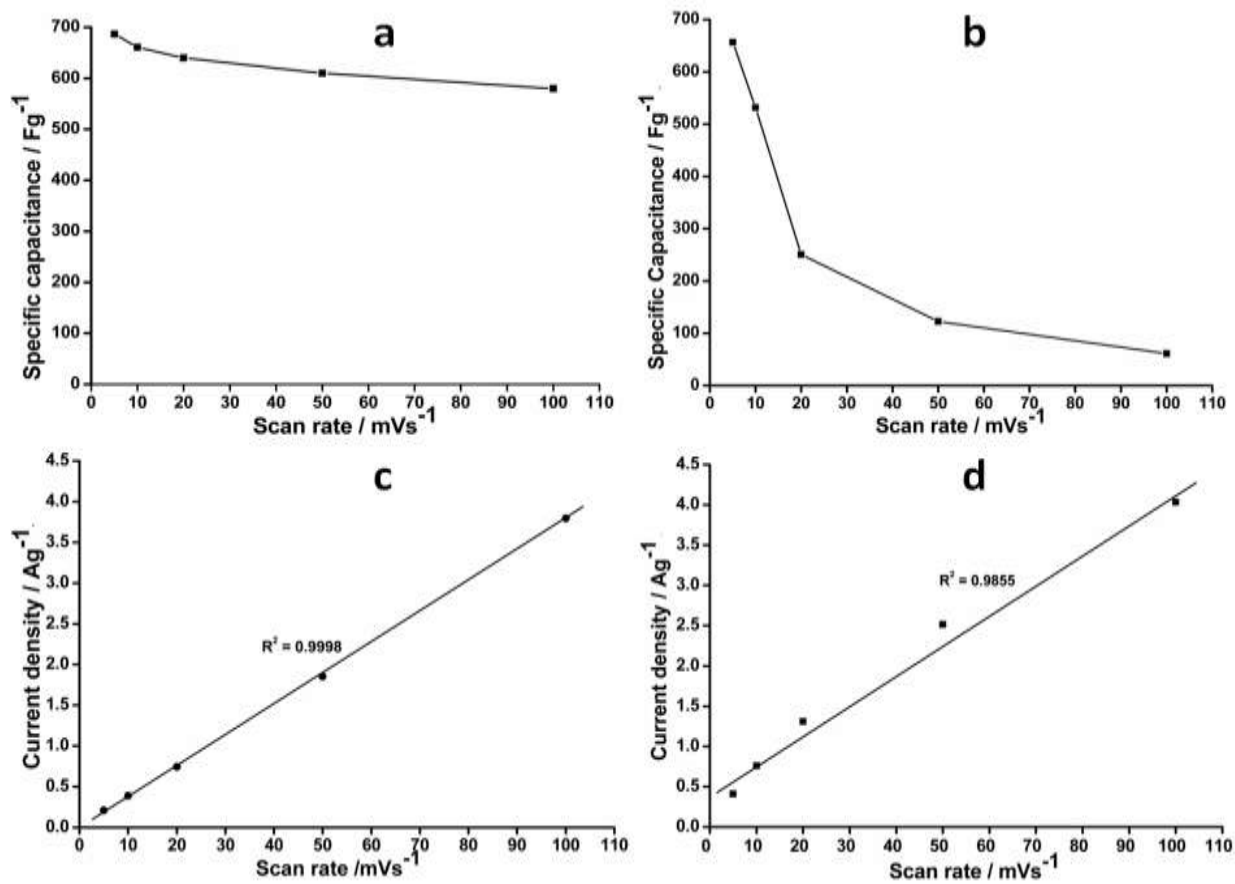 a
Specific capacitance / Fg⁻¹
700
600
500
400
300
200
100
0
0 10 20 30 40 50 60 70 80 90 100 110
Scan rate / mVs⁻¹
b
Specific Capacitance / Fg⁻¹
700
600
500
400
300
200
100
0
0 10 20 30 40 50 60 70 80 90 100 110
Scan rate / mVs⁻¹
c
Current density / Ag⁻¹
4.5
4.0
3.5
3.0
2.5
2.0
1.5
1.0
0.5
0.0
R² = 0.9998
0 10 20 30 40 50 60 70 80 90 100 110
Scan rate /mVs⁻¹
d
Current density / Ag⁻¹
4.5
4.0
3.5
3.0
2.5
2.0
1.5
1.0
0.5
0.0
R² = 0.9855
0 10 20 30 40 50 60 70 80 90 100 110
Scan rate / mVs⁻¹